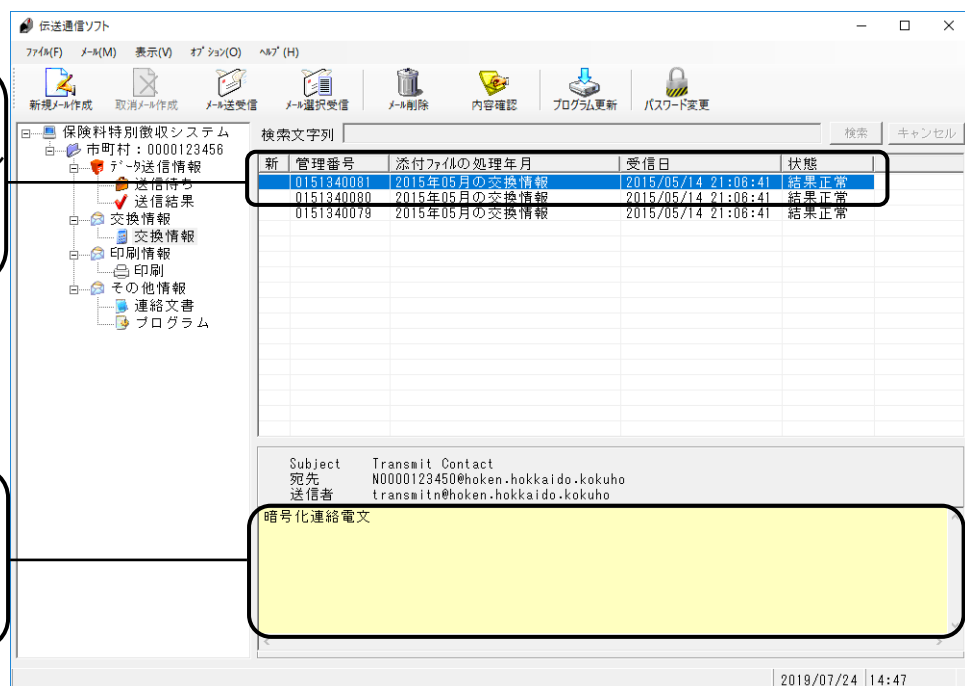 伝送通信ソフト
ファイル(F) メール(M) 表示(V) オプション(O) ヘルプ(H)
新規メール作成 取消メール作成 メール送受信 メール選択受信 メール削除 内容確認 プログラム更新 パスワード変更
保険料特別徴収システム
市町村：0000123456
データ送信情報
送信待ち
送信結果
交換情報
交換情報
印刷情報
印刷
その他情報
連絡文書
プログラム
検索文字列 検索 キャンセル
新 管理番号 添付ファイルの処理年月 受信日 状態
0151340081 2015年05月の交換情報 2015/05/14 21:06:41 結果正常
0151340080 2015年05月の交換情報 2015/05/14 21:06:41 結果正常
0151340079 2015年05月の交換情報 2015/05/14 21:06:41 結果正常
Subject Transmit Contact
宛先 N0000123450@hoken.hokkaido.kokuho
送信者 transmitn@hoken.hokkaido.kokuho
暗号化連絡電文
2019/07/24 14:47